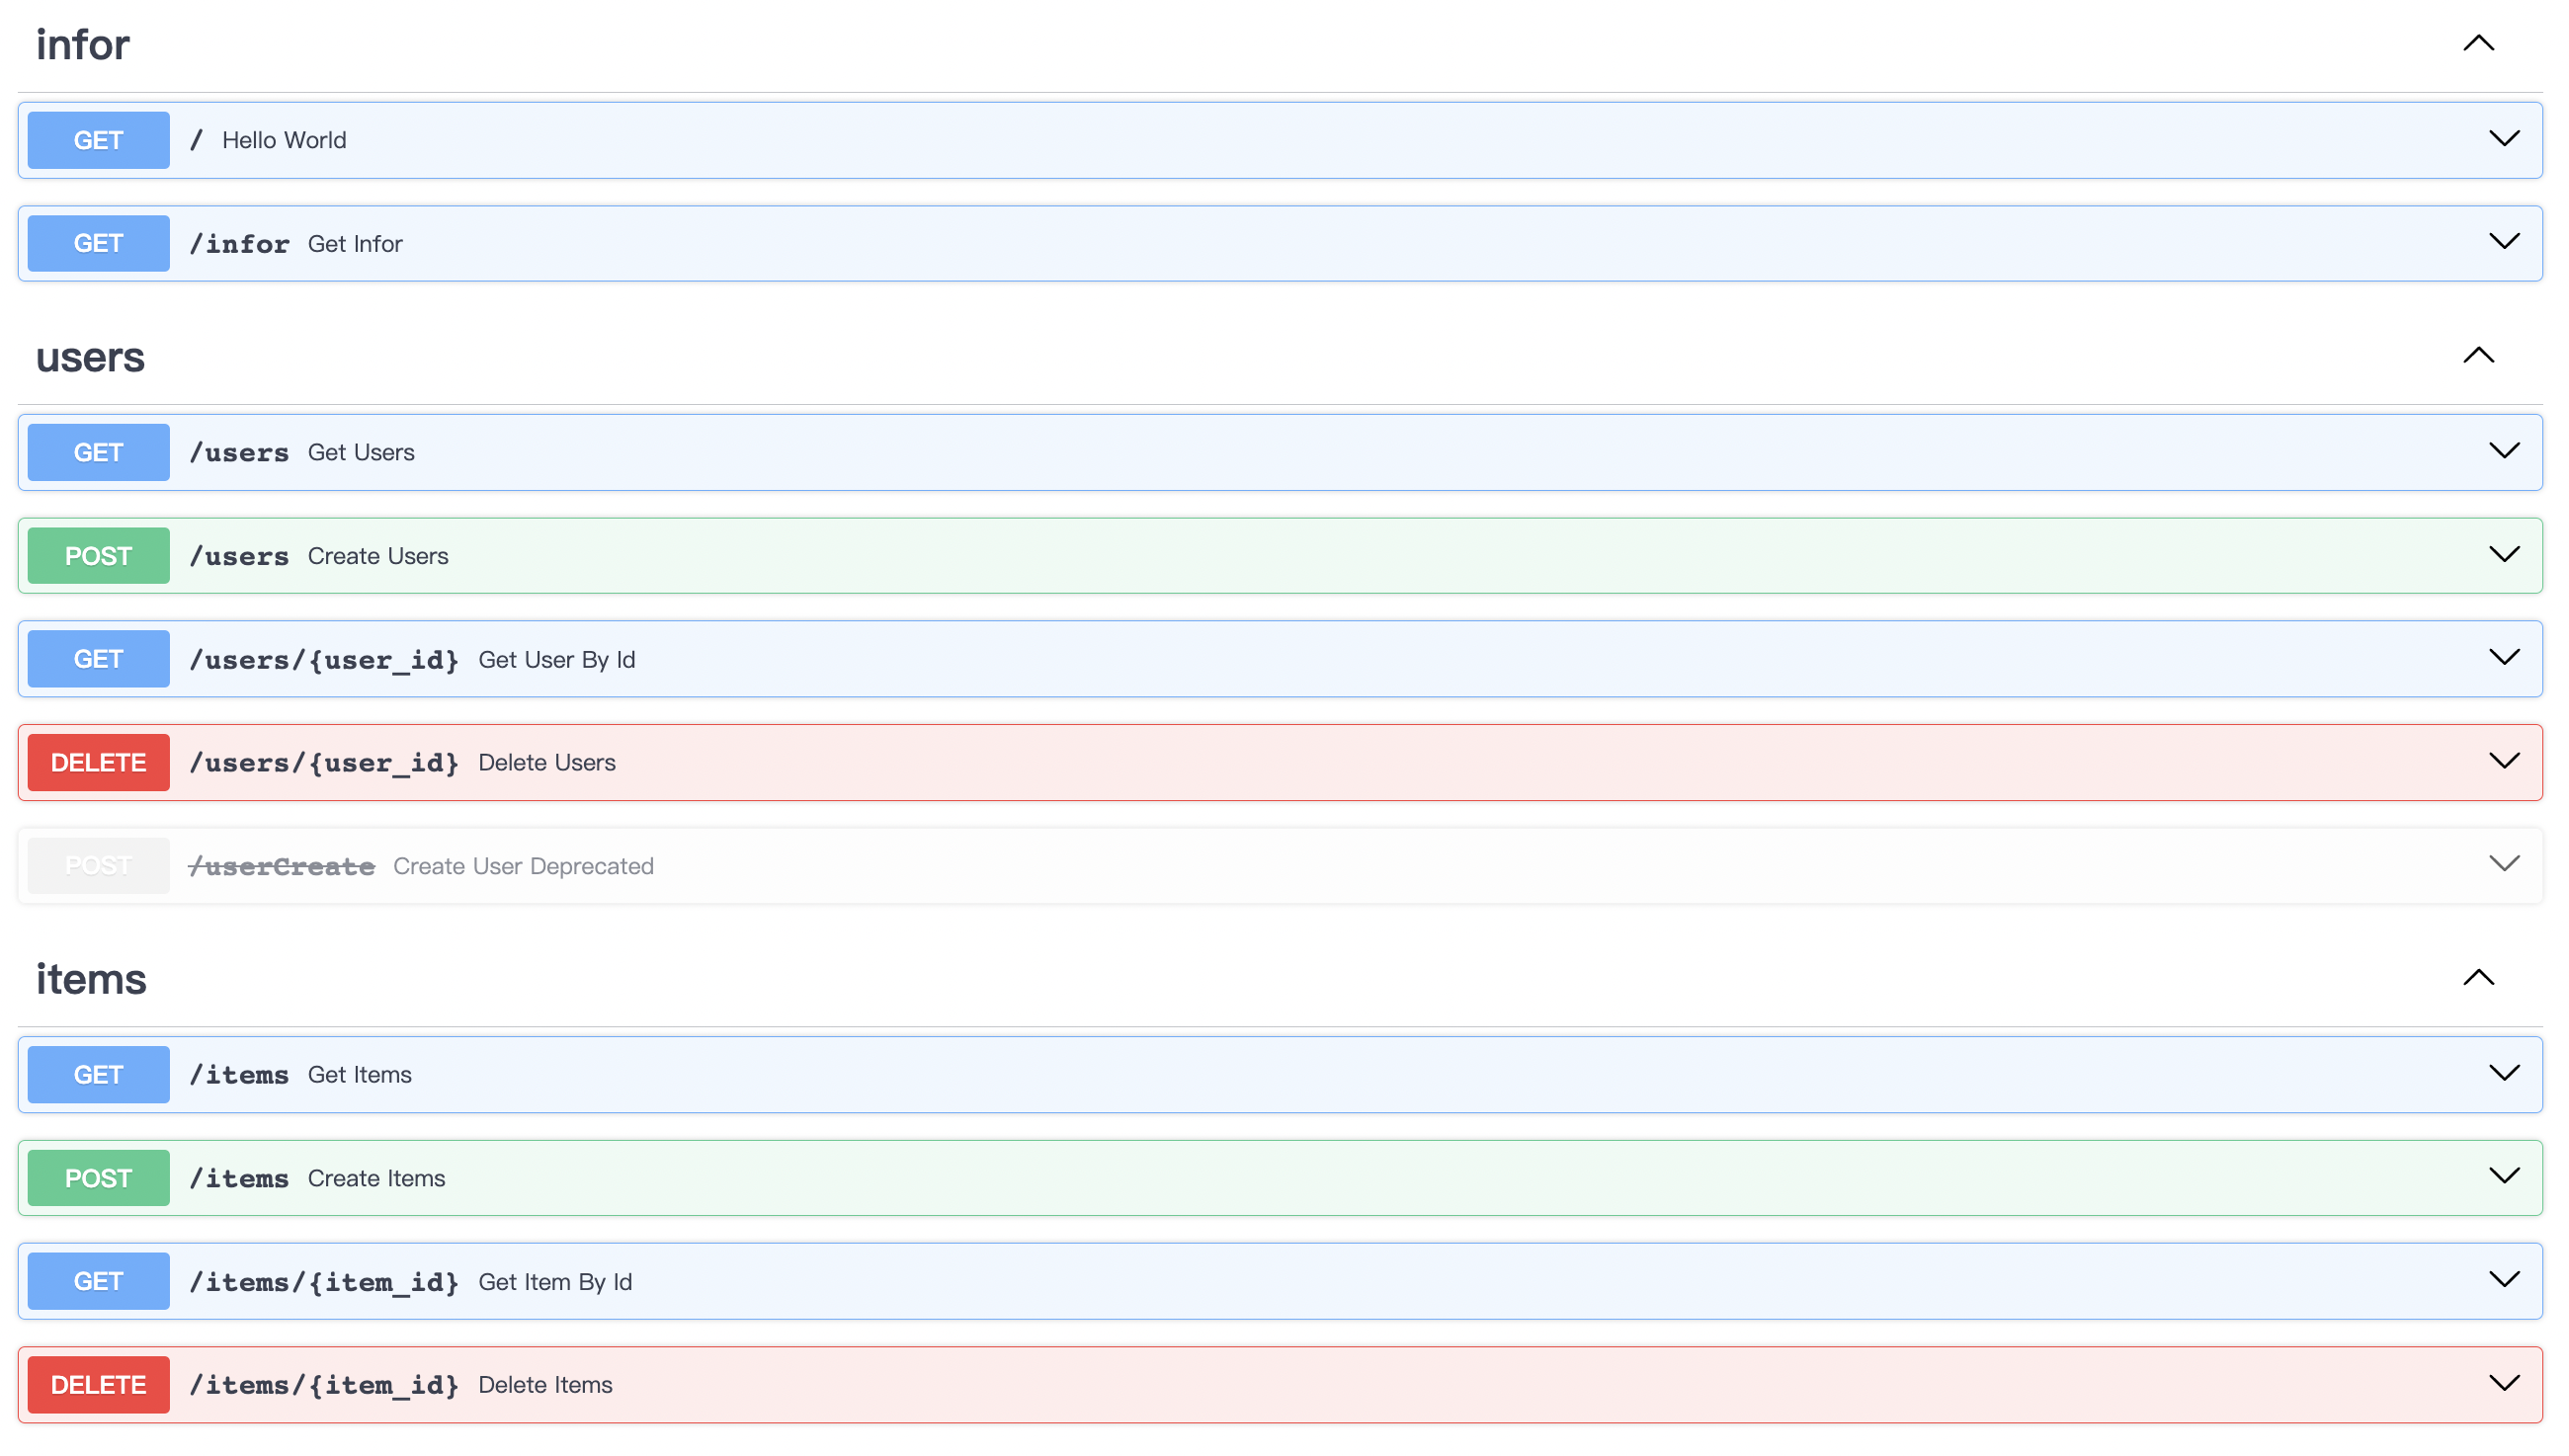 infor
GET / Hello World
GET /infor Get Infor
users
GET /users Get Users
POST /users Create Users
GET /users/{user_id} Get User By Id
DELETE /users/{user_id} Delete Users
POST /userCreate Create User Deprecated
items
GET /items Get Items
POST /items Create Items
GET /items/{item_id} Get Item By Id
DELETE /items/{item_id} Delete Items